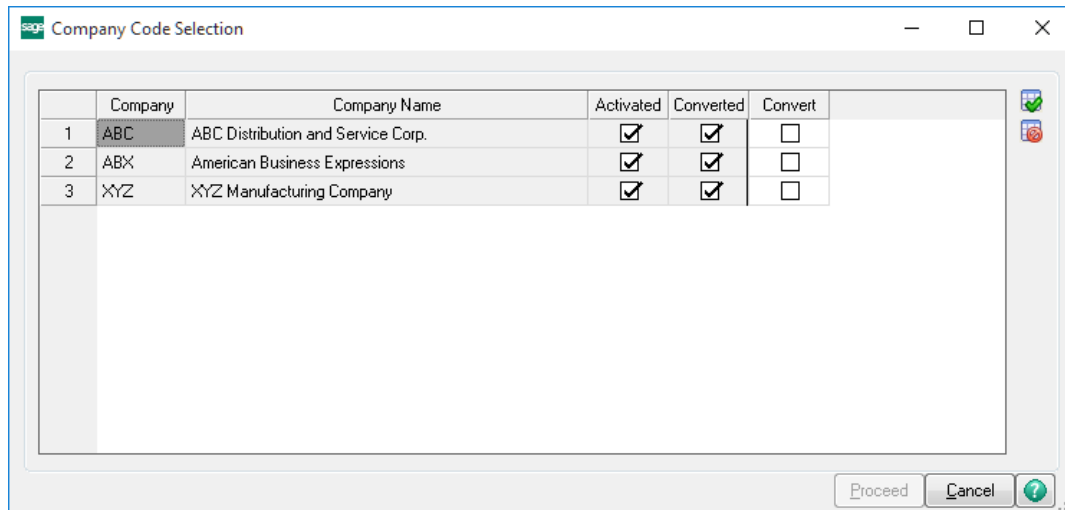 sage Company Code Selection
Company Company Name Activated Converted Convert
1 ABC ABC Distribution and Service Corp.
2 ABX American Business Expressions
3 XYZ XYZ Manufacturing Company
Proceed Cancel ?